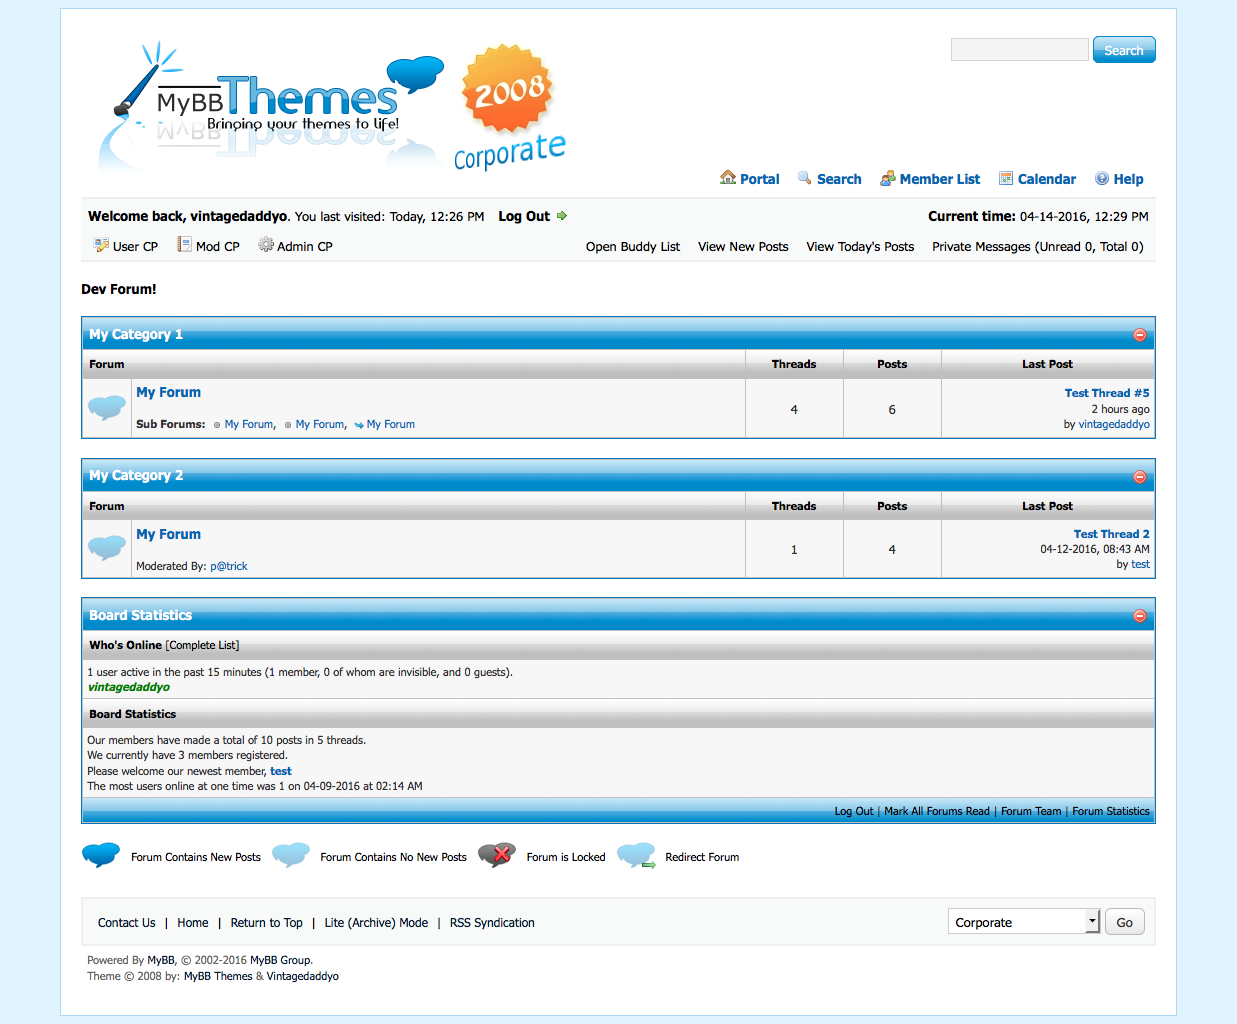 MyBB Themes
Bringing your themes to life!
2008
Corporate
Search
Portal Search Member List Calendar Help
Welcome back, vintagedaddyo. You last visited: Today, 12:26 PM Log Out
Current time: 04-14-2016, 12:29 PM
User CP Mod CP Admin CP
Open Buddy List View New Posts View Today's Posts Private Messages (Unread 0, Total 0)
Dev Forum!
My Category 1
Forum Threads Posts Last Post
My Forum
Sub Forums: My Forum, My Forum, My Forum
4
6
Test Thread #5
2 hours ago
by vintagedaddyo
My Category 2
Forum Threads Posts Last Post
My Forum
Moderated By: p@trick
1
4
Test Thread 2
04-12-2016, 08:43 AM
by test
Board Statistics
Who's Online [Complete List]
1 user active in the past 15 minutes (1 member, 0 of whom are invisible, and 0 guests).
vintagedaddyo
Board Statistics
Our members have made a total of 10 posts in 5 threads.
We currently have 3 members registered.
Please welcome our newest member, test
The most users online at one time was 1 on 04-09-2016 at 02:14 AM
Log Out | Mark All Forums Read | Forum Team | Forum Statistics
Forum Contains New Posts Forum Contains No New Posts Forum is Locked Redirect Forum
Contact Us | Home | Return to Top | Lite (Archive) Mode | RSS Syndication
Corporate
Go
Powered By MyBB, © 2002-2016 MyBB Group.
Theme © 2008 by: MyBB Themes & Vintagedaddyo